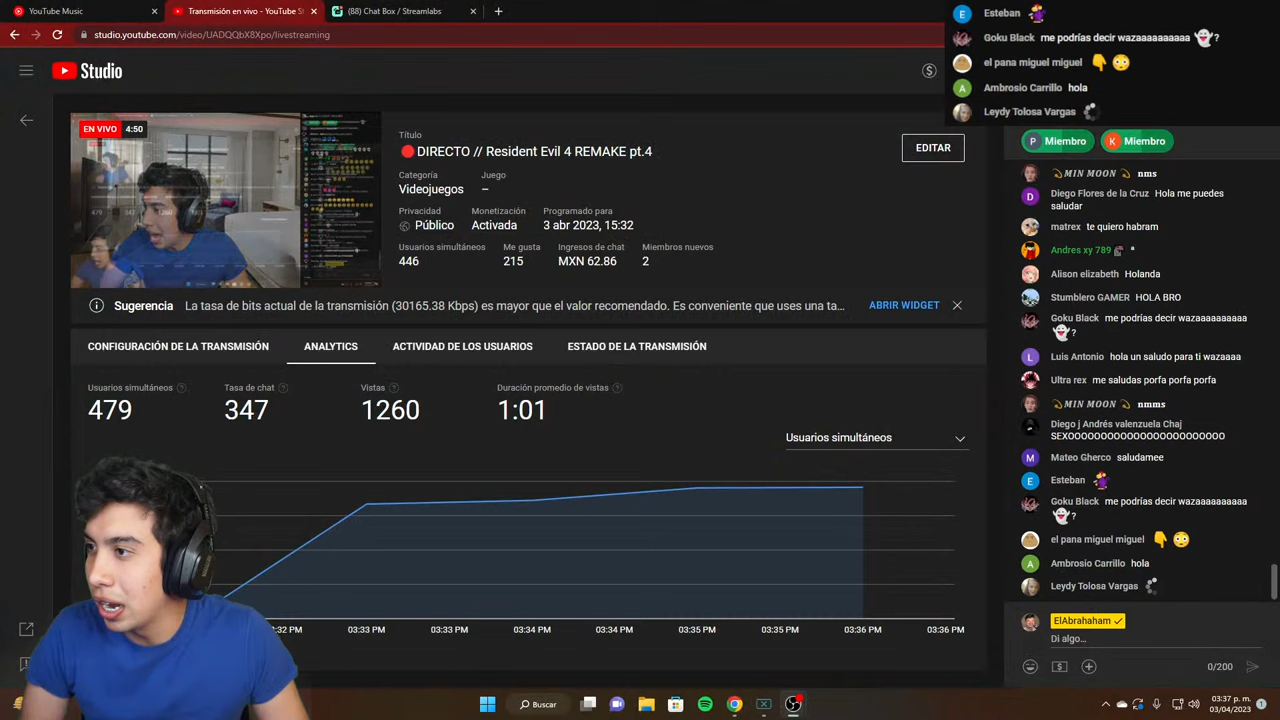 YouTube Music
Transmisión en vivo - YouTube S
(88) Chat Box / Streamlabs
studio.youtube.com/video/UADQQbX8Xpo/livestreaming
Esteban
Goku Black me podrías decir wazaaaaaaaaaa 👻?
el pana miguel miguel 👇😳
Ambrosio Carrillo hola
Leydy Tolosa Vargas
Studio
EN VIVO 4:50
Título
🔴DIRECTO // Resident Evil 4 REMAKE pt.4
EDITAR
Categoría Juego
Videojuegos –
Privacidad Monetización Programado para
Público Activada 3 abr 2023, 15:32
Usuarios simultáneos Me gusta Ingresos de chat Miembros nuevos
446 215 MXN 62.86 2
Sugerencia La tasa de bits actual de la transmisión (30165.38 Kbps) es mayor que el valor recomendado. Es conveniente que uses una ta...
ABRIR WIDGET
CONFIGURACIÓN DE LA TRANSMISIÓN ANALYTICS ACTIVIDAD DE LOS USUARIOS ESTADO DE LA TRANSMISIÓN
Usuarios simultáneos Tasa de chat Vistas Duración promedio de vistas
479 347 1260 1:01
Usuarios simultáneos
:32 PM 03:33 PM 03:33 PM 03:34 PM 03:34 PM 03:35 PM 03:35 PM 03:36 PM 03:36 PM
P Miembro K Miembro
💫MIN MOON💫 nms
Diego Flores de la Cruz Hola me puedes
saludar
matrex te quiero habram
Andres xy 789
Alison elizabeth Holanda
Stumblero GAMER HOLA BRO
Goku Black me podrías decir wazaaaaaaaaaa
👻?
Luis Antonio hola un saludo para ti wazaaaa
Ultra rex me saludas porfa porfa porfa
💫MIN MOON💫 nmms
Diego j Andrés valenzuela Chaj
SEXOOOOOOOOOOOOOOOOOOOOOOO
Mateo Gherco saludamee
Esteban
Goku Black me podrías decir wazaaaaaaaaaa
👻?
el pana miguel miguel 👇😳
Ambrosio Carrillo hola
Leydy Tolosa Vargas
ElAbrahaham
Di algo...
0/200
Buscar
03:37 p. m.
03/04/2023